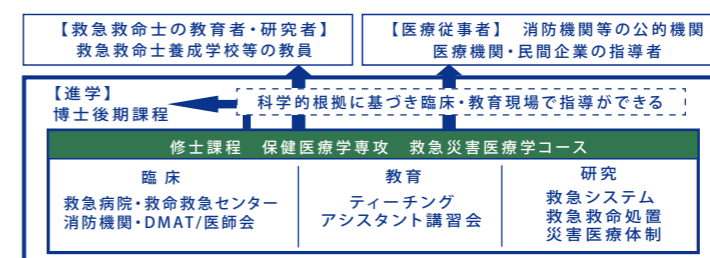 【救急救命士の教育者・研究者】
救急救命士養成学校等の教員
【医療従事者】 消防機関等の公的機関
医療機関・民間企業の指導者
【進学】
博士後期課程
科学的根拠に基づき臨床・教育現場で指導ができる
修士課程 保健医療学専攻 救急災害医療学コース
臨床
救急病院・救命救急センター
消防機関・DMAT/医師会
教育
ティーチング
アシスタント講習会
研究
救急システム
救急救命処置
災害医療体制